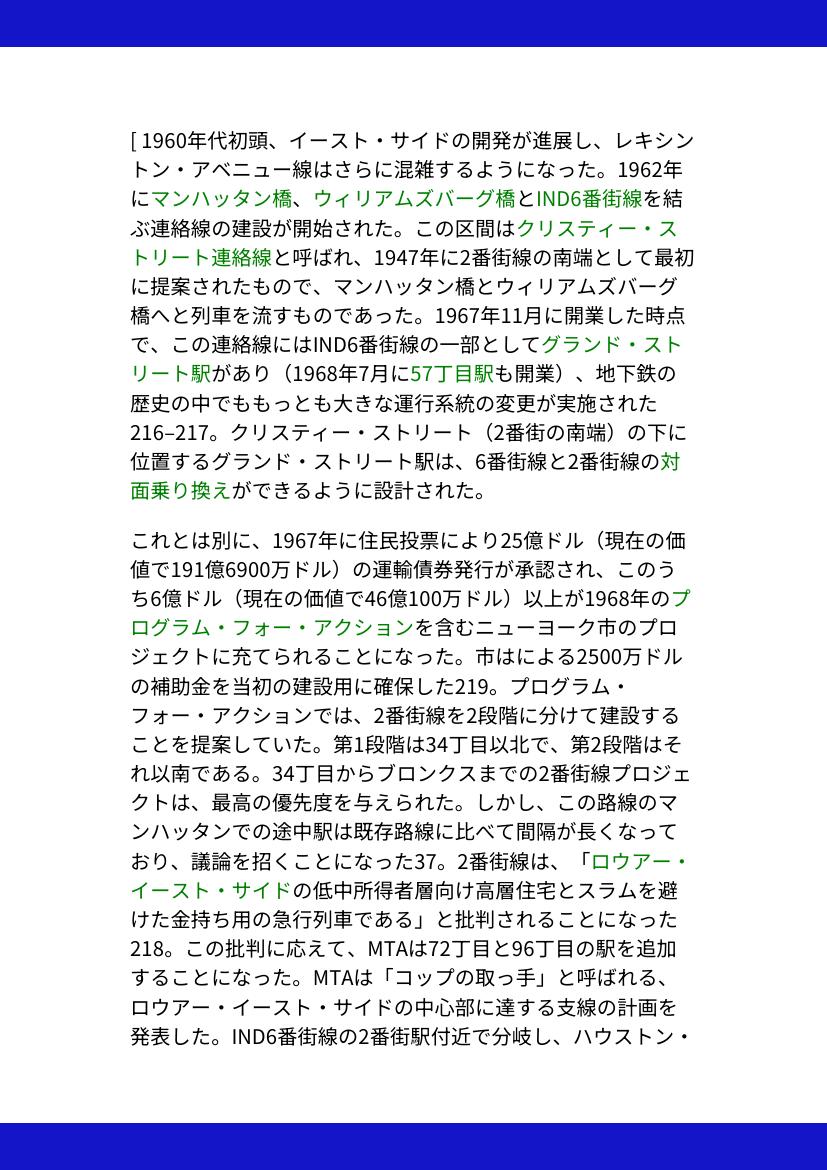 [ 1960年代初頭、イースト・サイドの開発が進展し、レキシン
トン・アベニュー線はさらに混雑するようになった。1962年
にマンハッタン橋、ウィリアムズバーグ橋とIND6番街線を結
ぶ連絡線の建設が開始された。この区間はクリスティー・ス
トリート連絡線と呼ばれ、1947年に2番街線の南端として最初
に提案されたもので、マンハッタン橋とウィリアムズバーグ
橋へと列車を流すものであった。1967年11月に開業した時点
で、この連絡線にはIND6番街線の一部としてグランド・スト
リート駅があり（1968年7月に57丁目駅も開業）、地下鉄の
歴史の中でももっとも大きな運行系統の変更が実施された
216–217。クリスティー・ストリート（2番街の南端）の下に
位置するグランド・ストリート駅は、6番街線と2番街線の対
面乗り換えができるように設計された。
これとは別に、1967年に住民投票により25億ドル（現在の価
値で191億6900万ドル）の運輸債券発行が承認され、このう
ち6億ドル（現在の価値で46億100万ドル）以上が1968年のプ
ログラム・フォー・アクションを含むニューヨーク市のプロ
ジェクトに充てられることになった。市はによる2500万ドル
の補助金を当初の建設用に確保した219。プログラム・
フォー・アクションでは、2番街線を2段階に分けて建設する
ことを提案していた。第1段階は34丁目以北で、第2段階はそ
れ以南である。34丁目からブロンクスまでの2番街線プロジェ
クトは、最高の優先度を与えられた。しかし、この路線のマ
ンハッタンでの途中駅は既存路線に比べて間隔が長くなって
おり、議論を招くことになった37。2番街線は、「ロウアー・
イースト・サイドの低中所得者層向け高層住宅とスラムを避
けた金持ち用の急行列車である」と批判されることになった
218。この批判に応えて、MTAは72丁目と96丁目の駅を追加
することになった。MTAは「コップの取っ手」と呼ばれる、
ロウアー・イースト・サイドの中心部に達する支線の計画を
発表した。IND6番街線の2番街駅付近で分岐し、ハウストン・